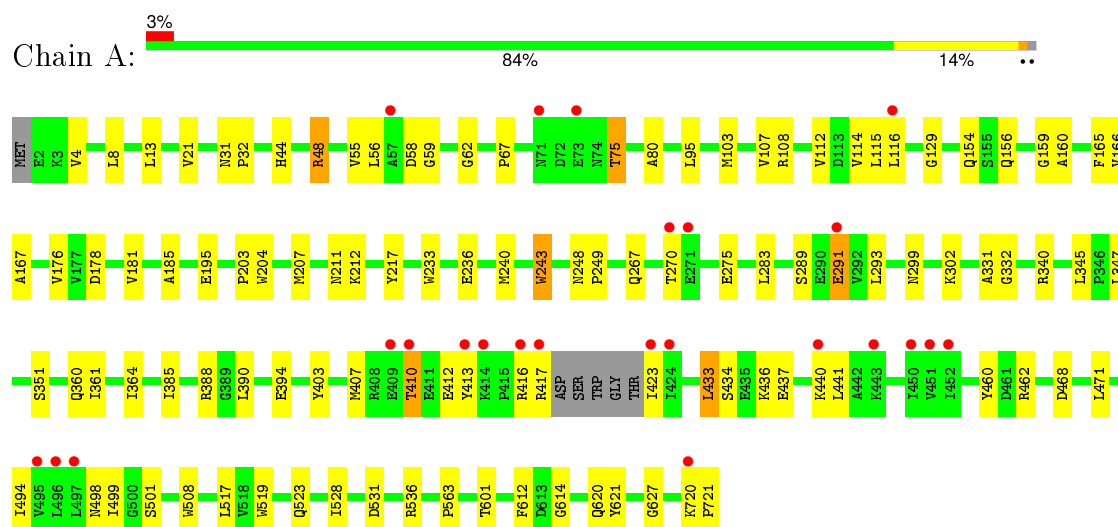 3%
Chain A:
84% 14% ••
MET E2 K3 V4 L8 L13 V21 N31 P32 H44 R48 V55 L56 A57 D58 G59 G62 P67 N71 D72 E73 N74 T75 A80 L95 M103 V107 R108 V112 D113 V114 L115 L116 G129 Q154 S155 Q156 G159 A160 F165 V166
A167 V176 V177 D178 V181 A185 E195 P203 W204 M207 N211 K212 Y217 W233 E236 M240 W243 N248 P249 Q267 T270 E271 E275 L283 S289 E290 E291 V292 L293 N299 K302 A331 G332 R340 L345 P346 L347
S351 Q360 I361 I364 I385 R388 G389 L390 E394 Y403 M407 R408 E409 T410 E411 E412 Y413 K414 P415 R416 R417 ASP SER TRP GLY THR I423 I424 L433 S434 E435 K436 E437 K440 L441 A442 K443 I450 V451 I452 Y460 D461 R462 D468 L471
I494 V495 L496 L497 N498 I499 G500 S501 W508 L517 V518 W519 Q523 I528 D531 R536 P563 T601 F612 D613 G614 Q620 Y621 G627 K720 P721